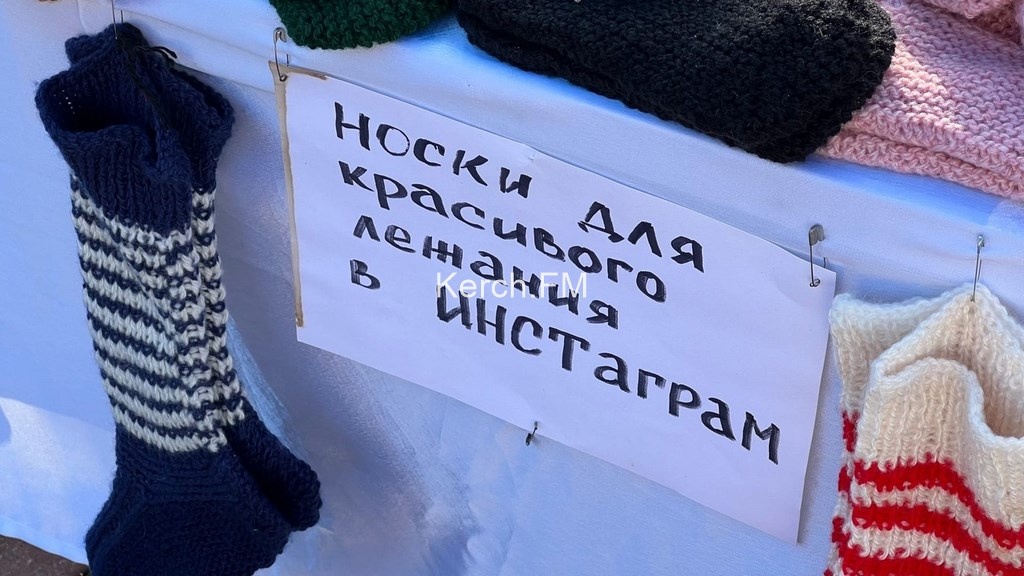 носки для
красивого
лежания
в инстаграм
Kerch.FM